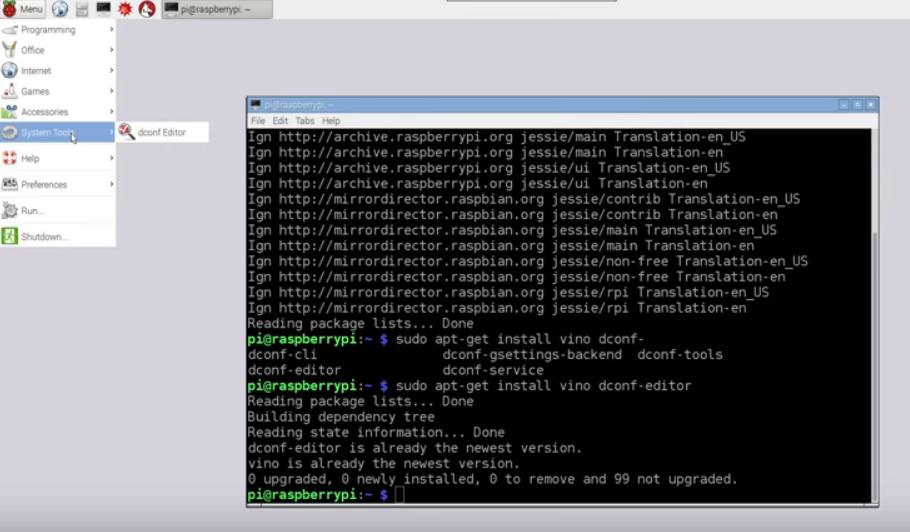 Menu
pi@raspberrypi: ~
Programming
Office
Internet
Games
Accessories
System Tools
dconf Editor
Help
Preferences
Run...
Shutdown...
pi@raspberrypi: ~
File Edit Tabs Help
Ign http://archive.raspberrypi.org jessie/main Translation-en_US
Ign http://archive.raspberrypi.org jessie/main Translation-en
Ign http://archive.raspberrypi.org jessie/ui Translation-en_US
Ign http://archive.raspberrypi.org jessie/ui Translation-en
Ign http://mirrordirector.raspbian.org jessie/contrib Translation-en_US
Ign http://mirrordirector.raspbian.org jessie/contrib Translation-en
Ign http://mirrordirector.raspbian.org jessie/main Translation-en_US
Ign http://mirrordirector.raspbian.org jessie/main Translation-en
Ign http://mirrordirector.raspbian.org jessie/non-free Translation-en_US
Ign http://mirrordirector.raspbian.org jessie/non-free Translation-en
Ign http://mirrordirector.raspbian.org jessie/rpi Translation-en_US
Ign http://mirrordirector.raspbian.org jessie/rpi Translation-en
Reading package lists... Done
pi@raspberrypi:~ $ sudo apt-get install vino dconf-
dconf-cli dconf-gsettings-backend dconf-tools
dconf-editor dconf-service
pi@raspberrypi:~ $ sudo apt-get install vino dconf-editor
Reading package lists... Done
Building dependency tree
Reading state information... Done
dconf-editor is already the newest version.
vino is already the newest version.
0 upgraded, 0 newly installed, 0 to remove and 99 not upgraded.
pi@raspberrypi:~ $